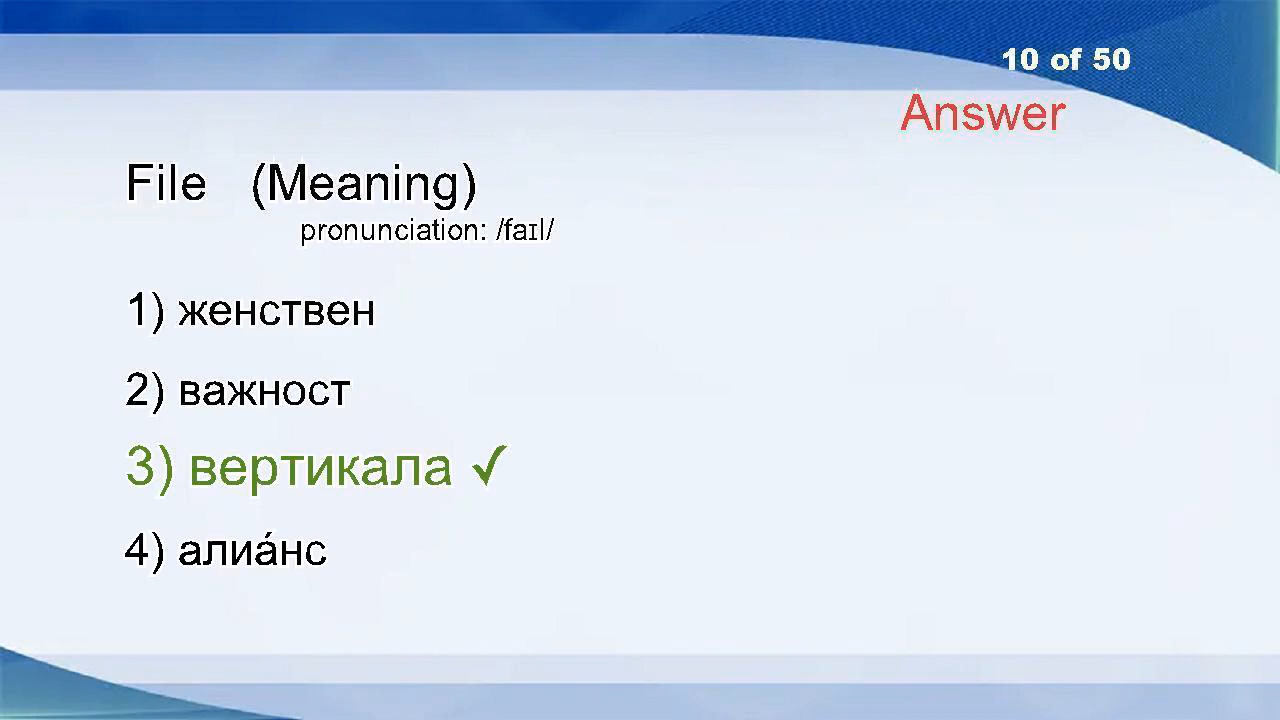 10 of 50
Answer
File (Meaning)
pronunciation: /faɪl/
1) женствен
2) важност
3) вертикала ✓
4) алиа́нс